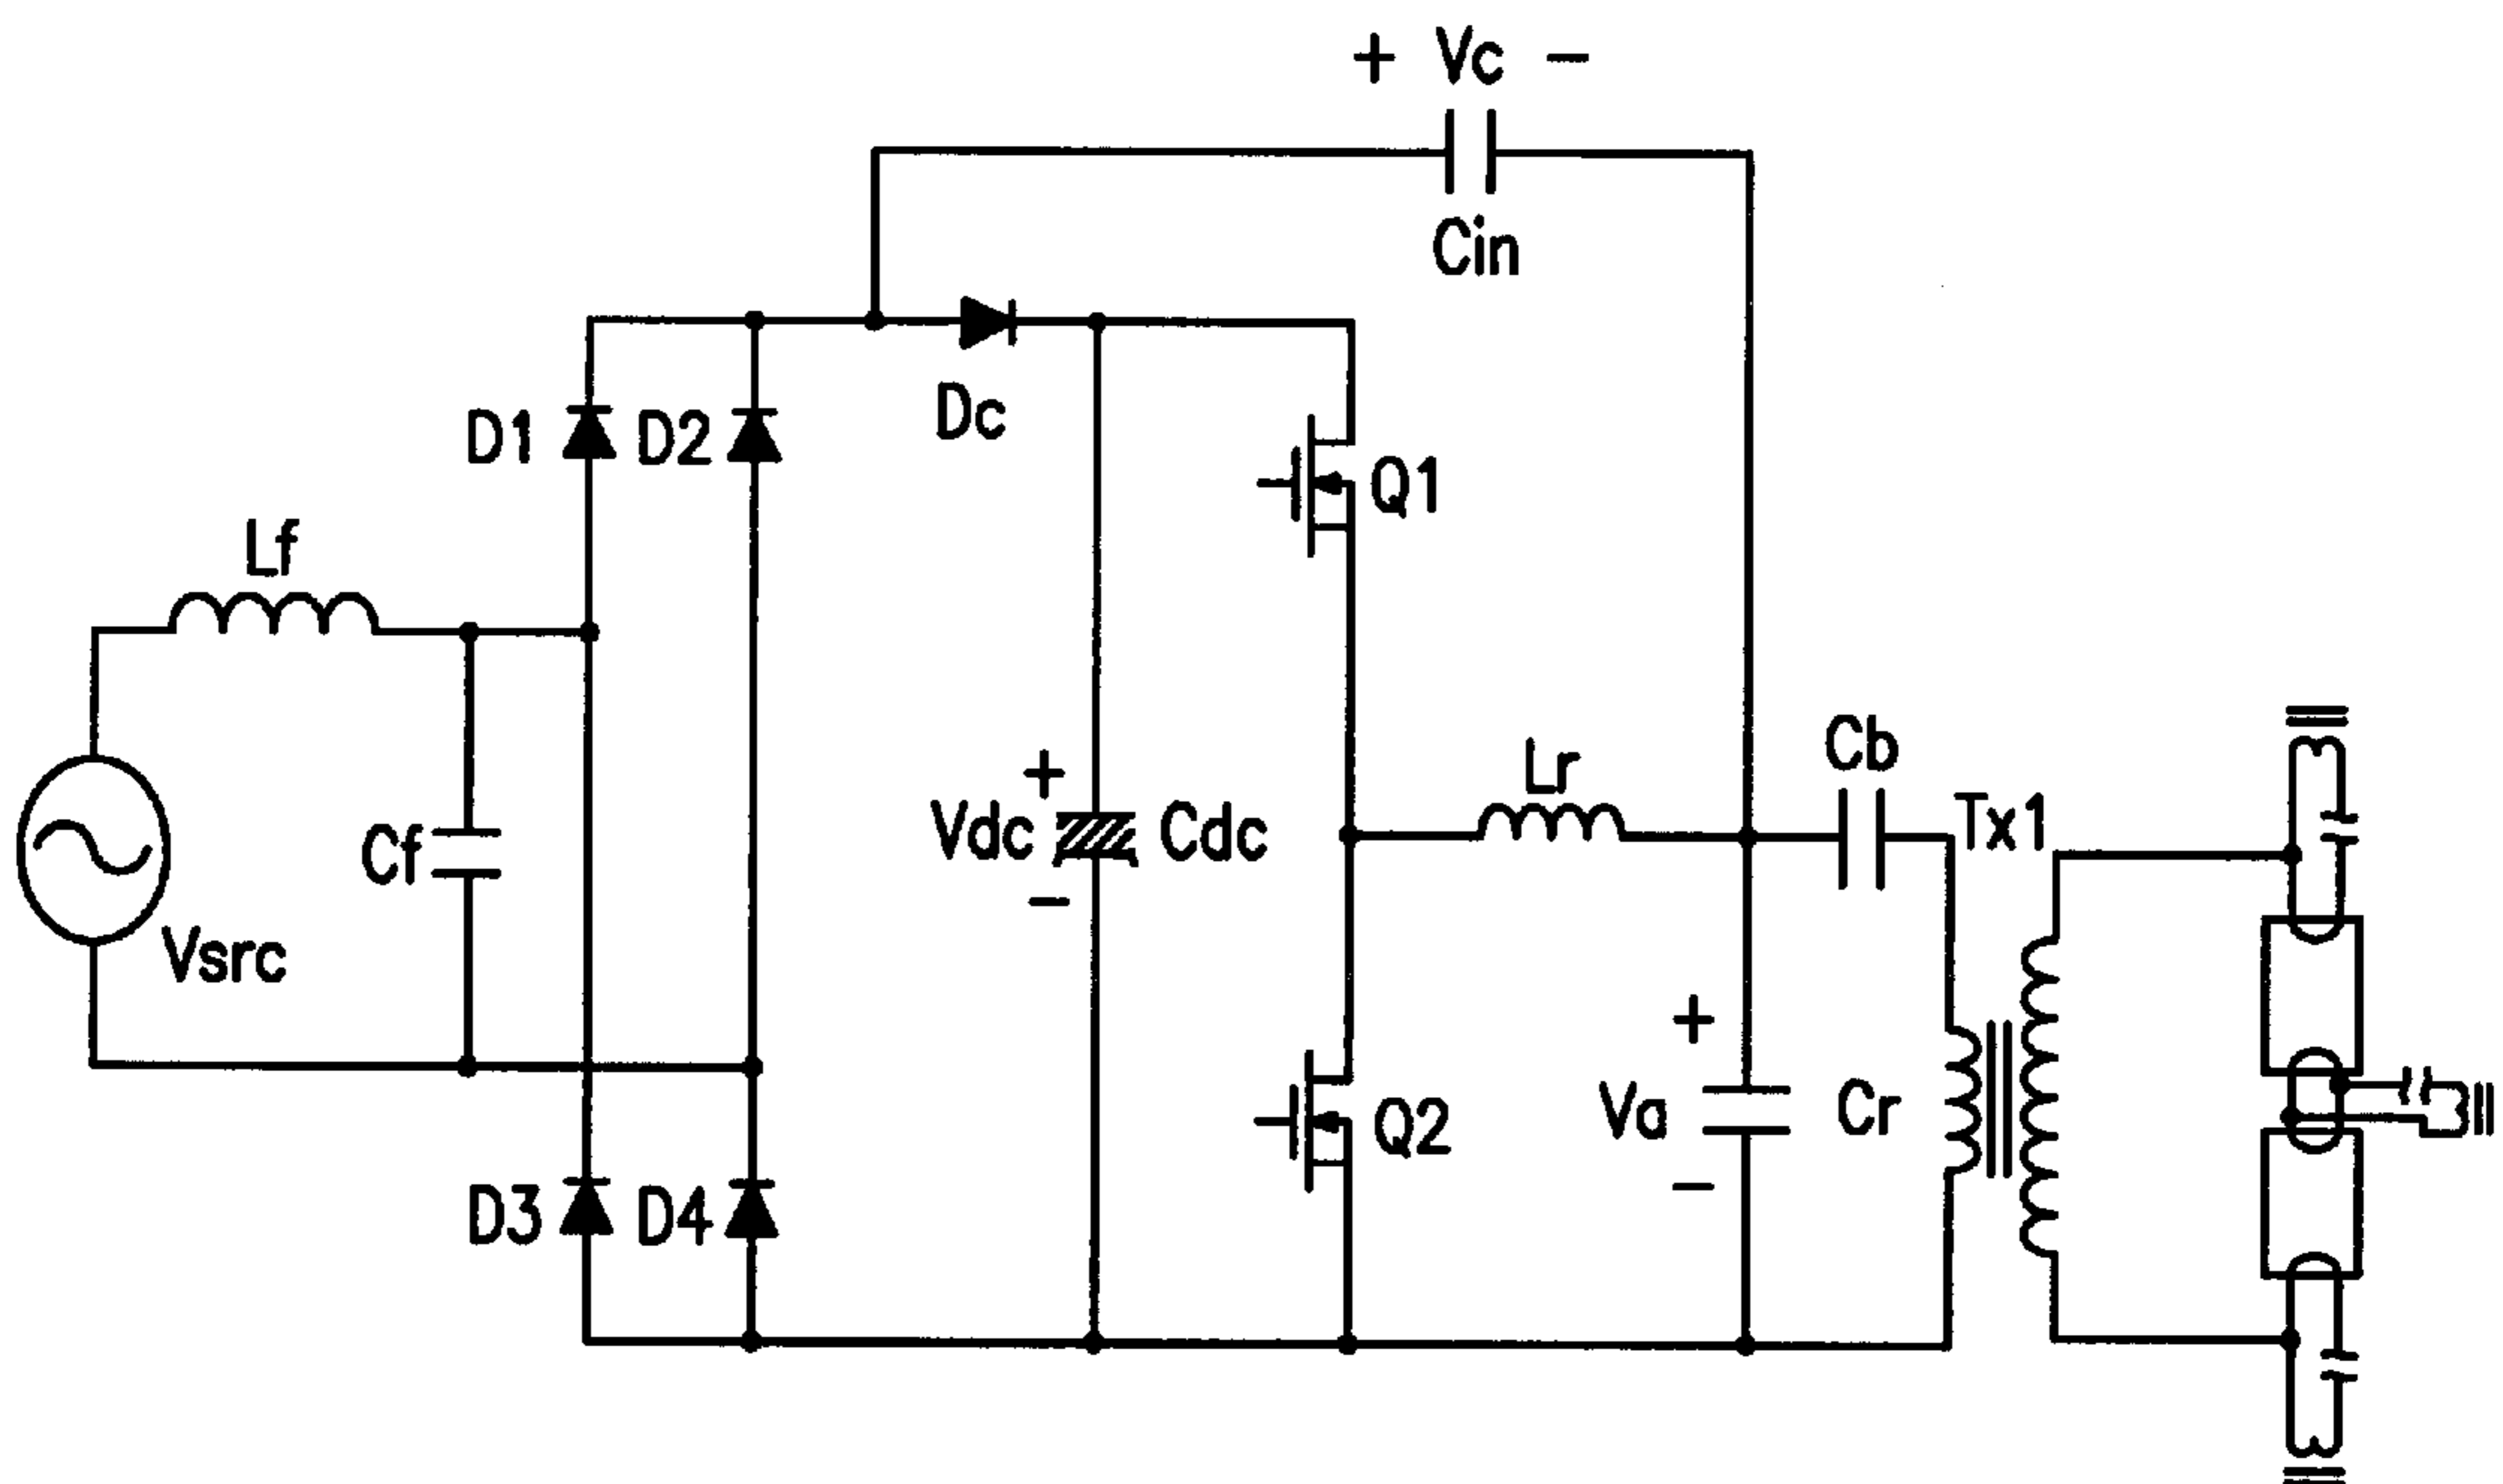 + Vc -
Cin
Dc
D1 D2
Q1
Lf
Cb
Lr
Tx1
+
Vdc Cdc
-
Cf
Vsrc
+
Va Cr
-
Q2
D3 D4